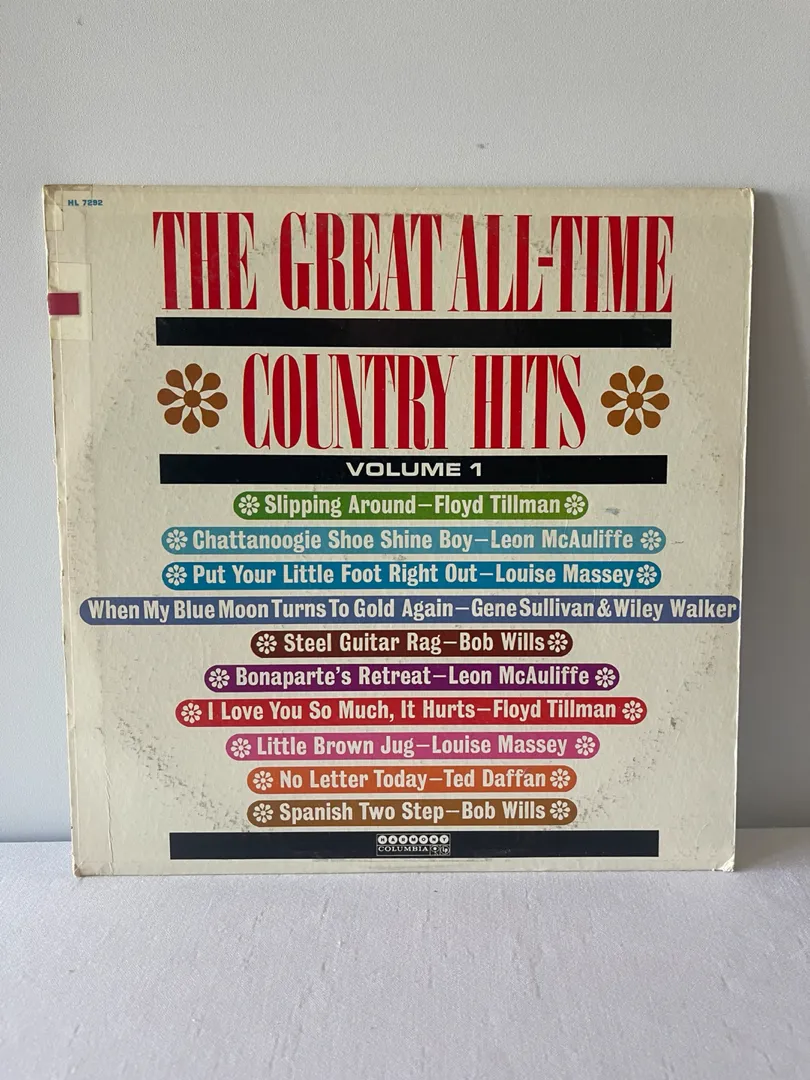 HL 7292
THE GREAT ALL-TIME
COUNTRY HITS
VOLUME 1
Slipping Around—Floyd Tillman
Chattanoogie Shoe Shine Boy—Leon McAuliffe
Put Your Little Foot Right Out—Louise Massey
When My Blue Moon Turns To Gold Again—Gene Sullivan & Wiley Walker
Steel Guitar Rag—Bob Wills
Bonaparte's Retreat—Leon McAuliffe
I Love You So Much, It Hurts—Floyd Tillman
Little Brown Jug—Louise Massey
No Letter Today—Ted Daffan
Spanish Two Step—Bob Wills
HARMONY
COLUMBIA